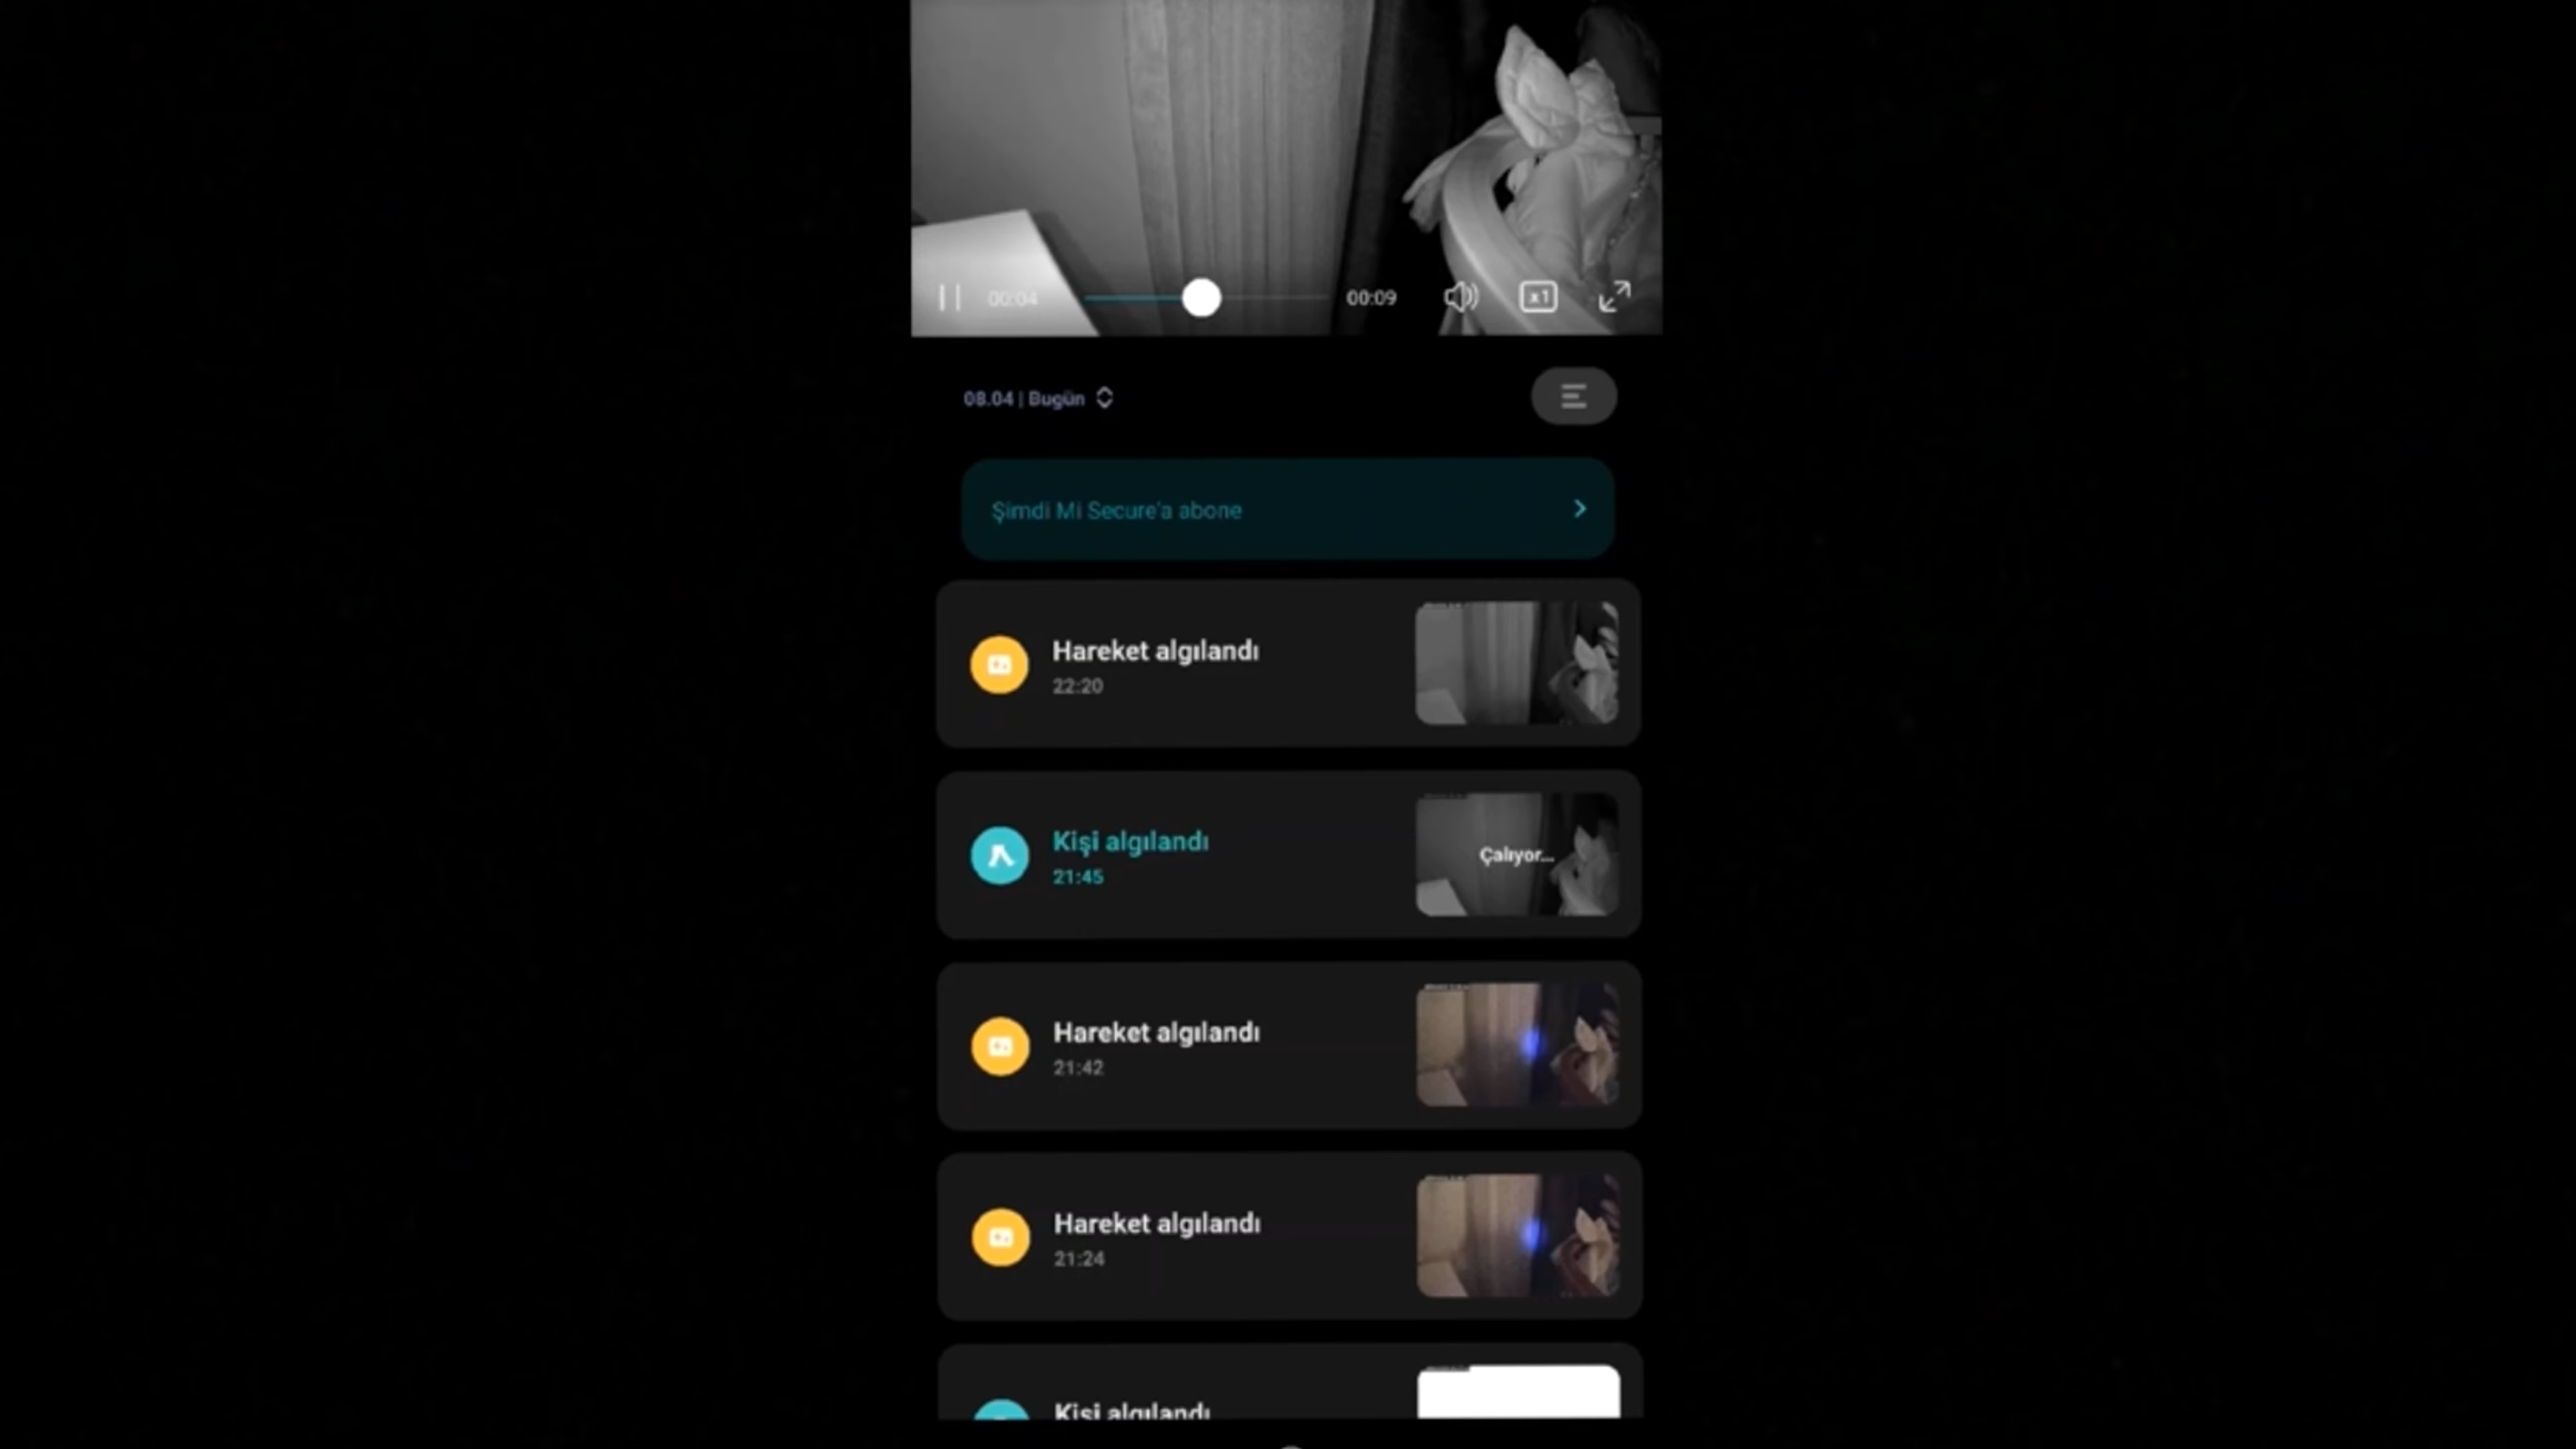 00:04
00:09
x1
08.04 | Bugün
Şimdi Mi Secure'a abone
Hareket algılandı
22:20
Kişi algılandı
21:45
Çalıyor...
Hareket algılandı
21:42
Hareket algılandı
21:24
Kişi algılandı